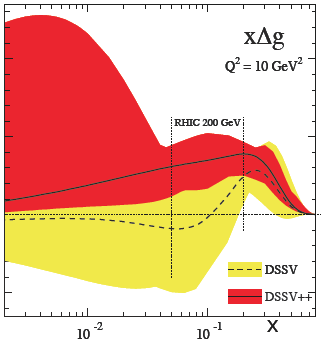 xΔg
Q² = 10 GeV²
RHIC 200 GeV
DSSV
DSSV++
10⁻² 10⁻¹
x